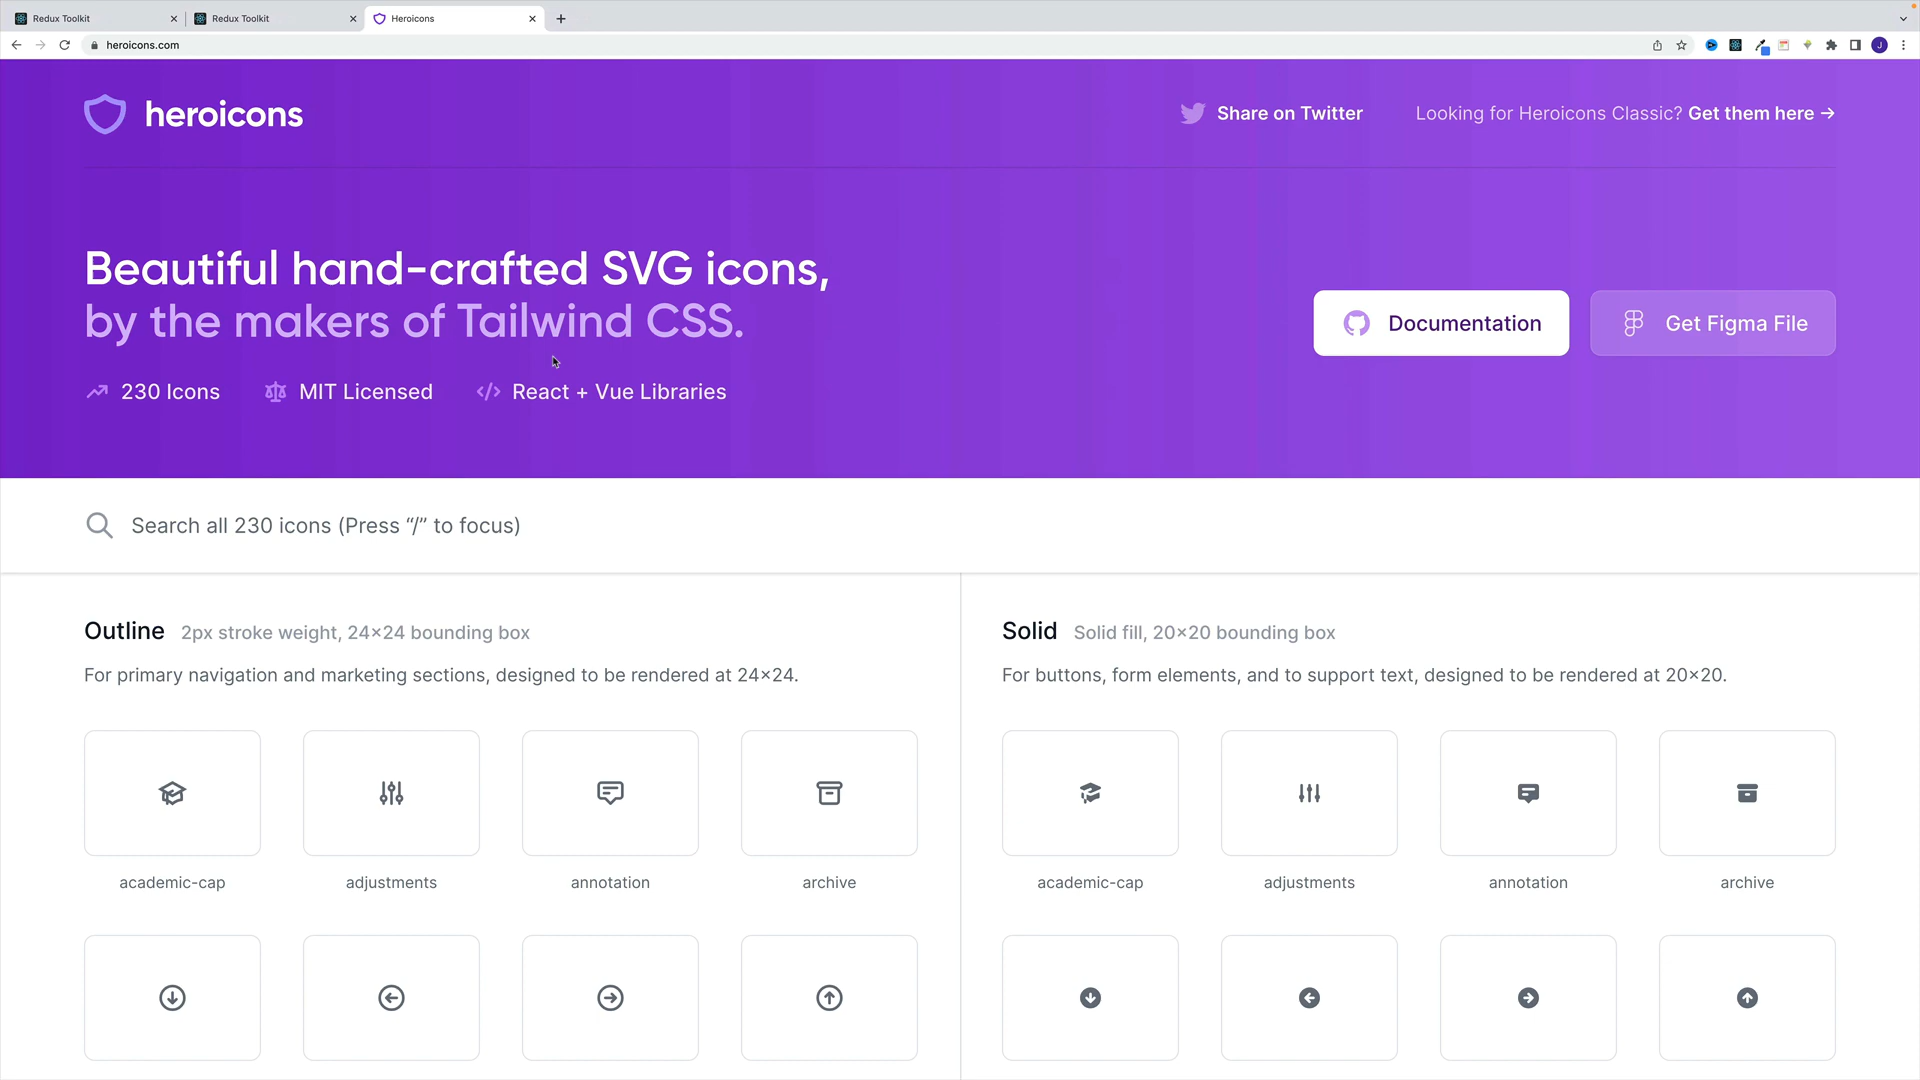 Redux Toolkit
Redux Toolkit
Heroicons
heroicons.com
J
heroicons
Share on Twitter
Looking for Heroicons Classic? Get them here →
Beautiful hand-crafted SVG icons,
by the makers of Tailwind CSS.
Documentation
Get Figma File
230 Icons
MIT Licensed
React + Vue Libraries
Search all 230 icons (Press “/” to focus)
Outline 2px stroke weight, 24×24 bounding box
For primary navigation and marketing sections, designed to be rendered at 24×24.
academic-cap
adjustments
annotation
archive
Solid Solid fill, 20×20 bounding box
For buttons, form elements, and to support text, designed to be rendered at 20×20.
academic-cap
adjustments
annotation
archive